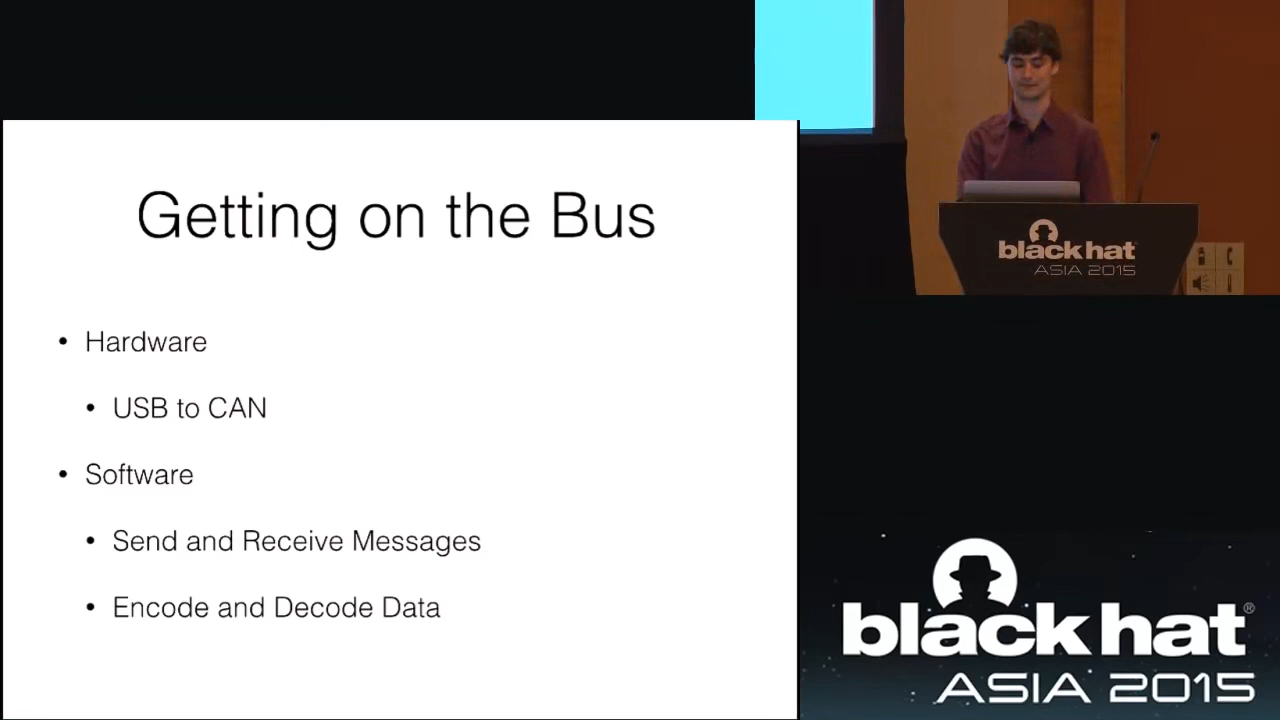 Getting on the Bus
• Hardware
• USB to CAN
• Software
• Send and Receive Messages
• Encode and Decode Data
black hat
ASIA 2015
black hat®
ASIA 2015